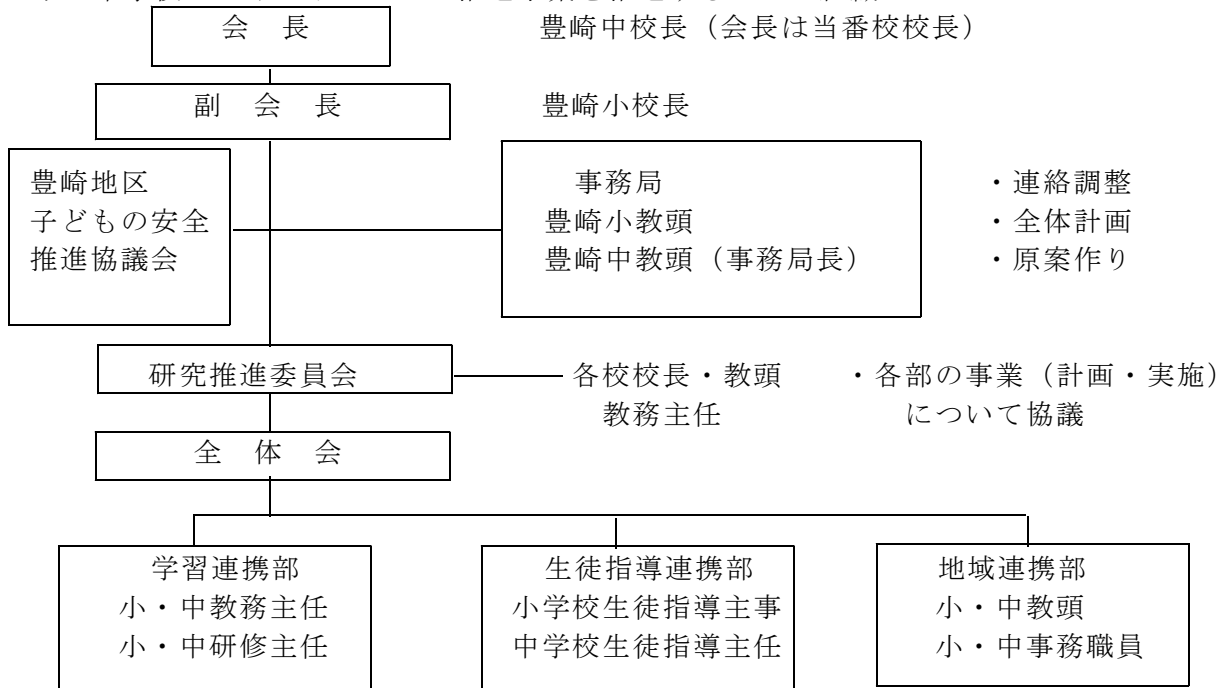 会　長　　豊崎中校長（会長は当番校校長）
副　会　長　　豊崎小校長
豊崎地区
子どもの安全
推進協議会
事務局
豊崎小教頭
豊崎中教頭（事務局長）
・連絡調整
・全体計画
・原案作り
研究推進委員会
各校校長・教頭
教務主任
・各部の事業（計画・実施）
について協議
全　体　会
学習連携部
小・中教務主任
小・中研修主任
生徒指導連携部
小学校生徒指導主事
中学校生徒指導主任
地域連携部
小・中教頭
小・中事務職員